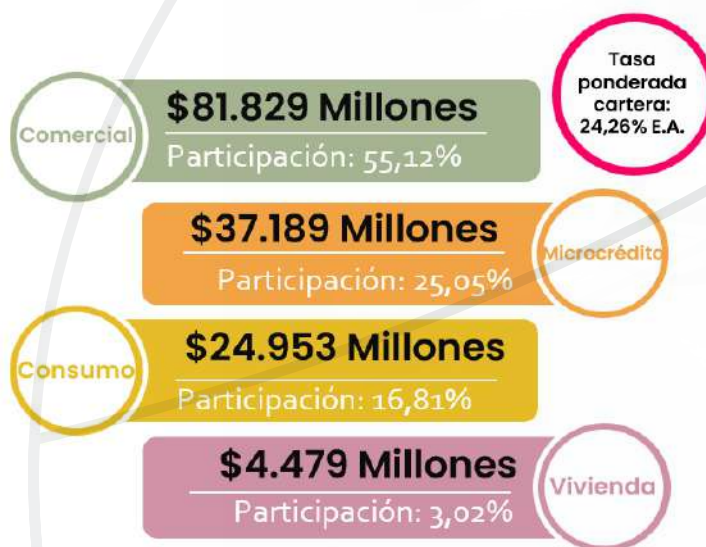 Tasa
ponderada
cartera:
24,26% E.A.
Comercial
$81.829 Millones
Participación: 55,12%
$37.189 Millones
Participación: 25,05%
Microcrédito
Consumo
$24.953 Millones
Participación: 16,81%
$4.479 Millones
Participación: 3,02%
Vivienda